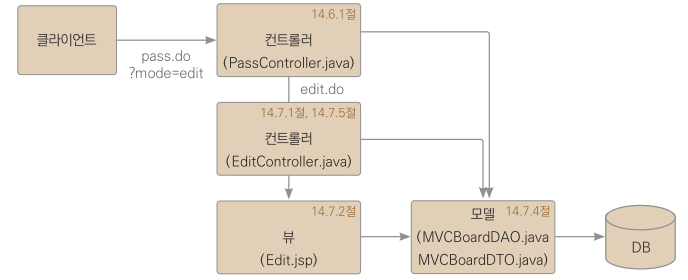 클라이언트
pass.do
?mode=edit
14.6.1절
컨트롤러
(PassController.java)
edit.do
14.7.1절, 14.7.5절
컨트롤러
(EditController.java)
14.7.2절
뷰
(Edit.jsp)
모델 14.7.4절
(MVCBoardDAO.java
MVCBoardDTO.java)
DB